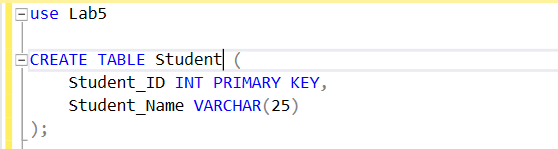 use Lab5
CREATE TABLE Student (
    Student_ID INT PRIMARY KEY,
    Student_Name VARCHAR(25)
);